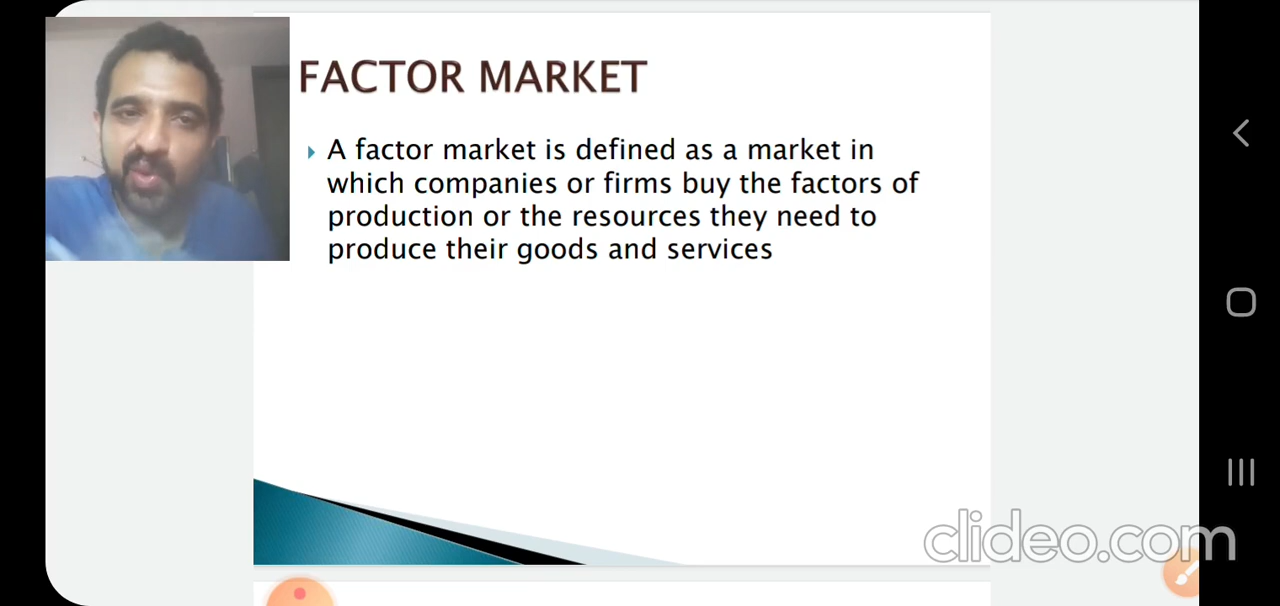 FACTOR MARKET
A factor market is defined as a market in
which companies or firms buy the factors of
production or the resources they need to
produce their goods and services
clideo.com